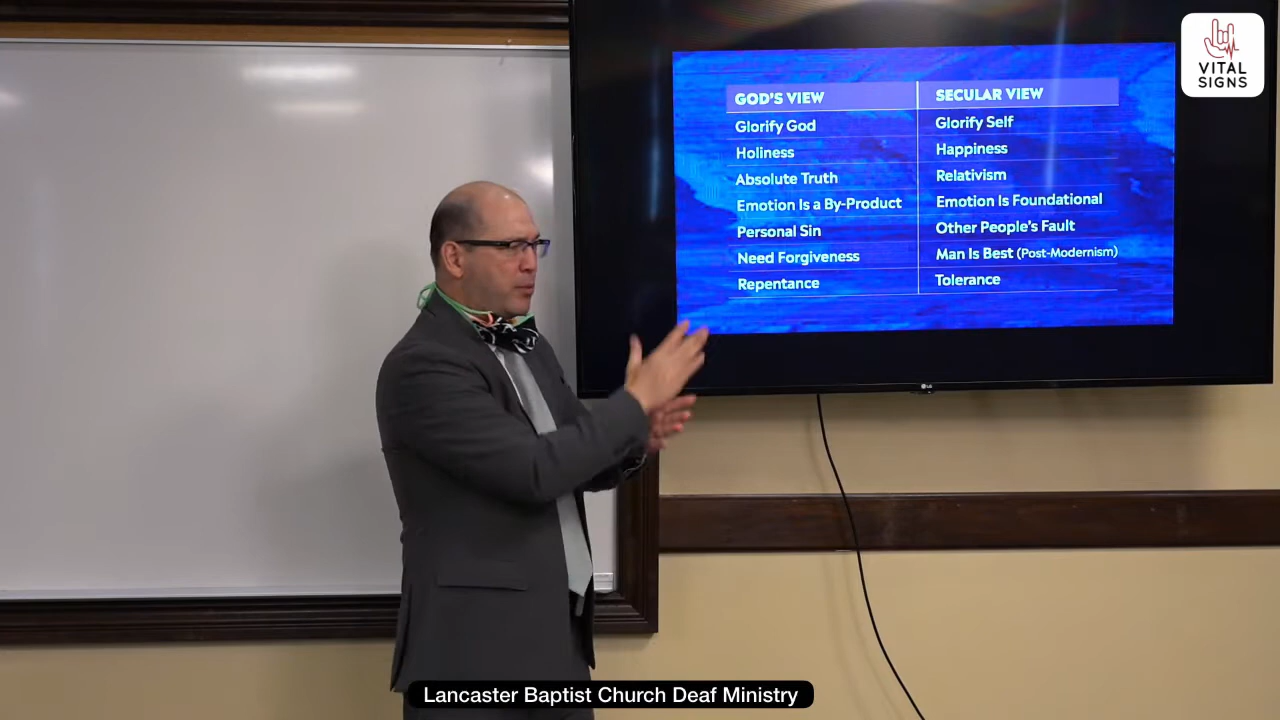 VITAL
SIGNS
GOD'S VIEW
SECULAR VIEW
Glorify God
Glorify Self
Holiness
Happiness
Absolute Truth
Relativism
Emotion Is a By-Product
Emotion Is Foundational
Personal Sin
Other People's Fault
Need Forgiveness
Man Is Best (Post-Modernism)
Repentance
Tolerance
LG
Lancaster Baptist Church Deaf Ministry